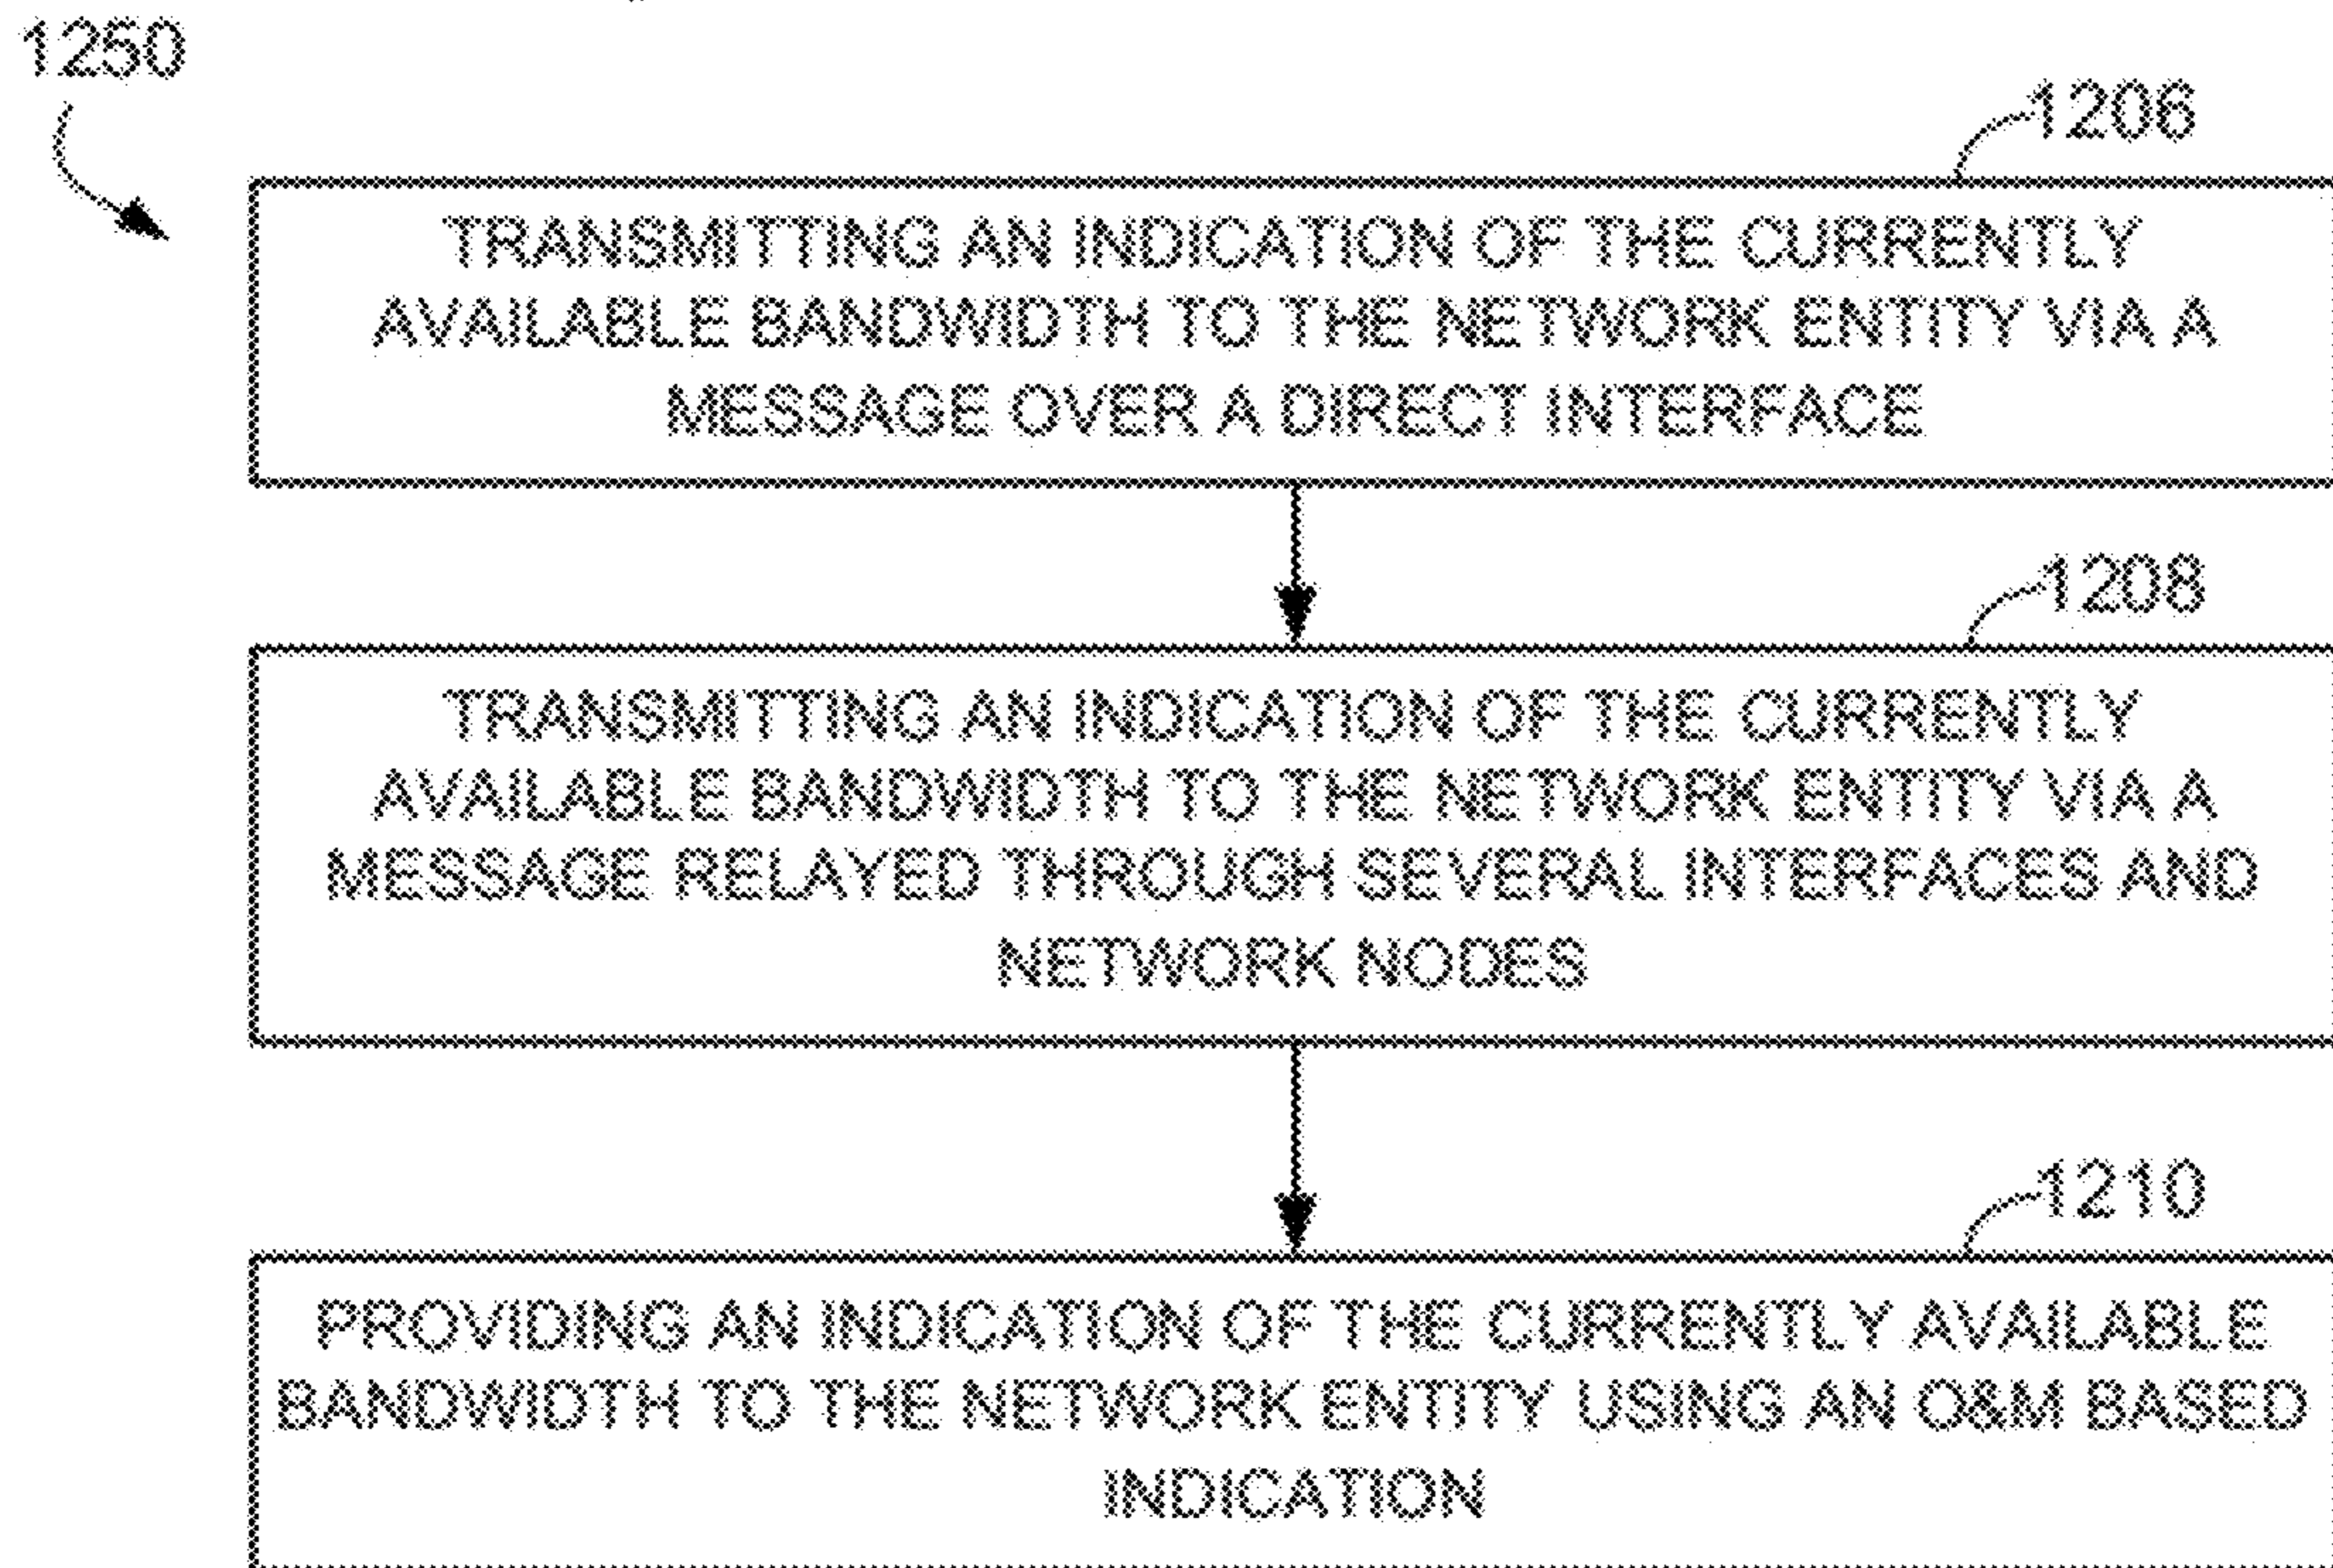 1250
1206
TRANSMITTING AN INDICATION OF THE CURRENTLY
AVAILABLE BANDWIDTH TO THE NETWORK ENTITY VIA A
MESSAGE OVER A DIRECT INTERFACE
1208
TRANSMITTING AN INDICATION OF THE CURRENTLY
AVAILABLE BANDWIDTH TO THE NETWORK ENTITY VIA A
MESSAGE RELAYED THROUGH SEVERAL INTERFACES AND
NETWORK NODES
1210
PROVIDING AN INDICATION OF THE CURRENTLY AVAILABLE
BANDWIDTH TO THE NETWORK ENTITY USING AN O&M BASED
INDICATION